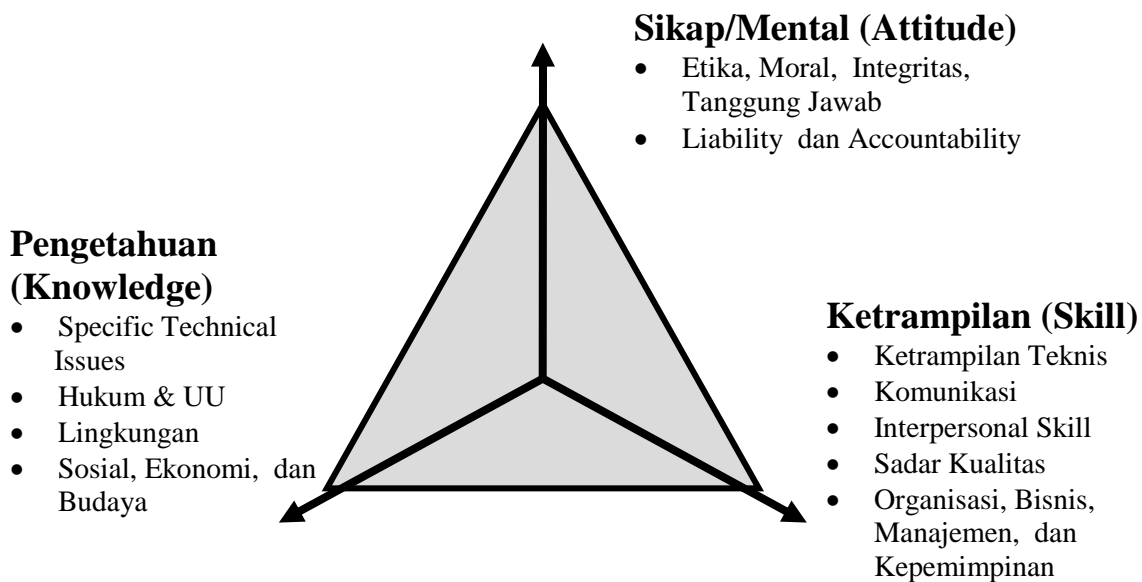 Sikap/Mental (Attitude)
• Etika, Moral, Integritas,
Tanggung Jawab
• Liability dan Accountability
Pengetahuan
(Knowledge)
• Specific Technical
Issues
• Hukum & UU
• Lingkungan
• Sosial, Ekonomi, dan
Budaya
Ketrampilan (Skill)
• Ketrampilan Teknis
• Komunikasi
• Interpersonal Skill
• Sadar Kualitas
• Organisasi, Bisnis,
Manajemen, dan
Kepemimpinan